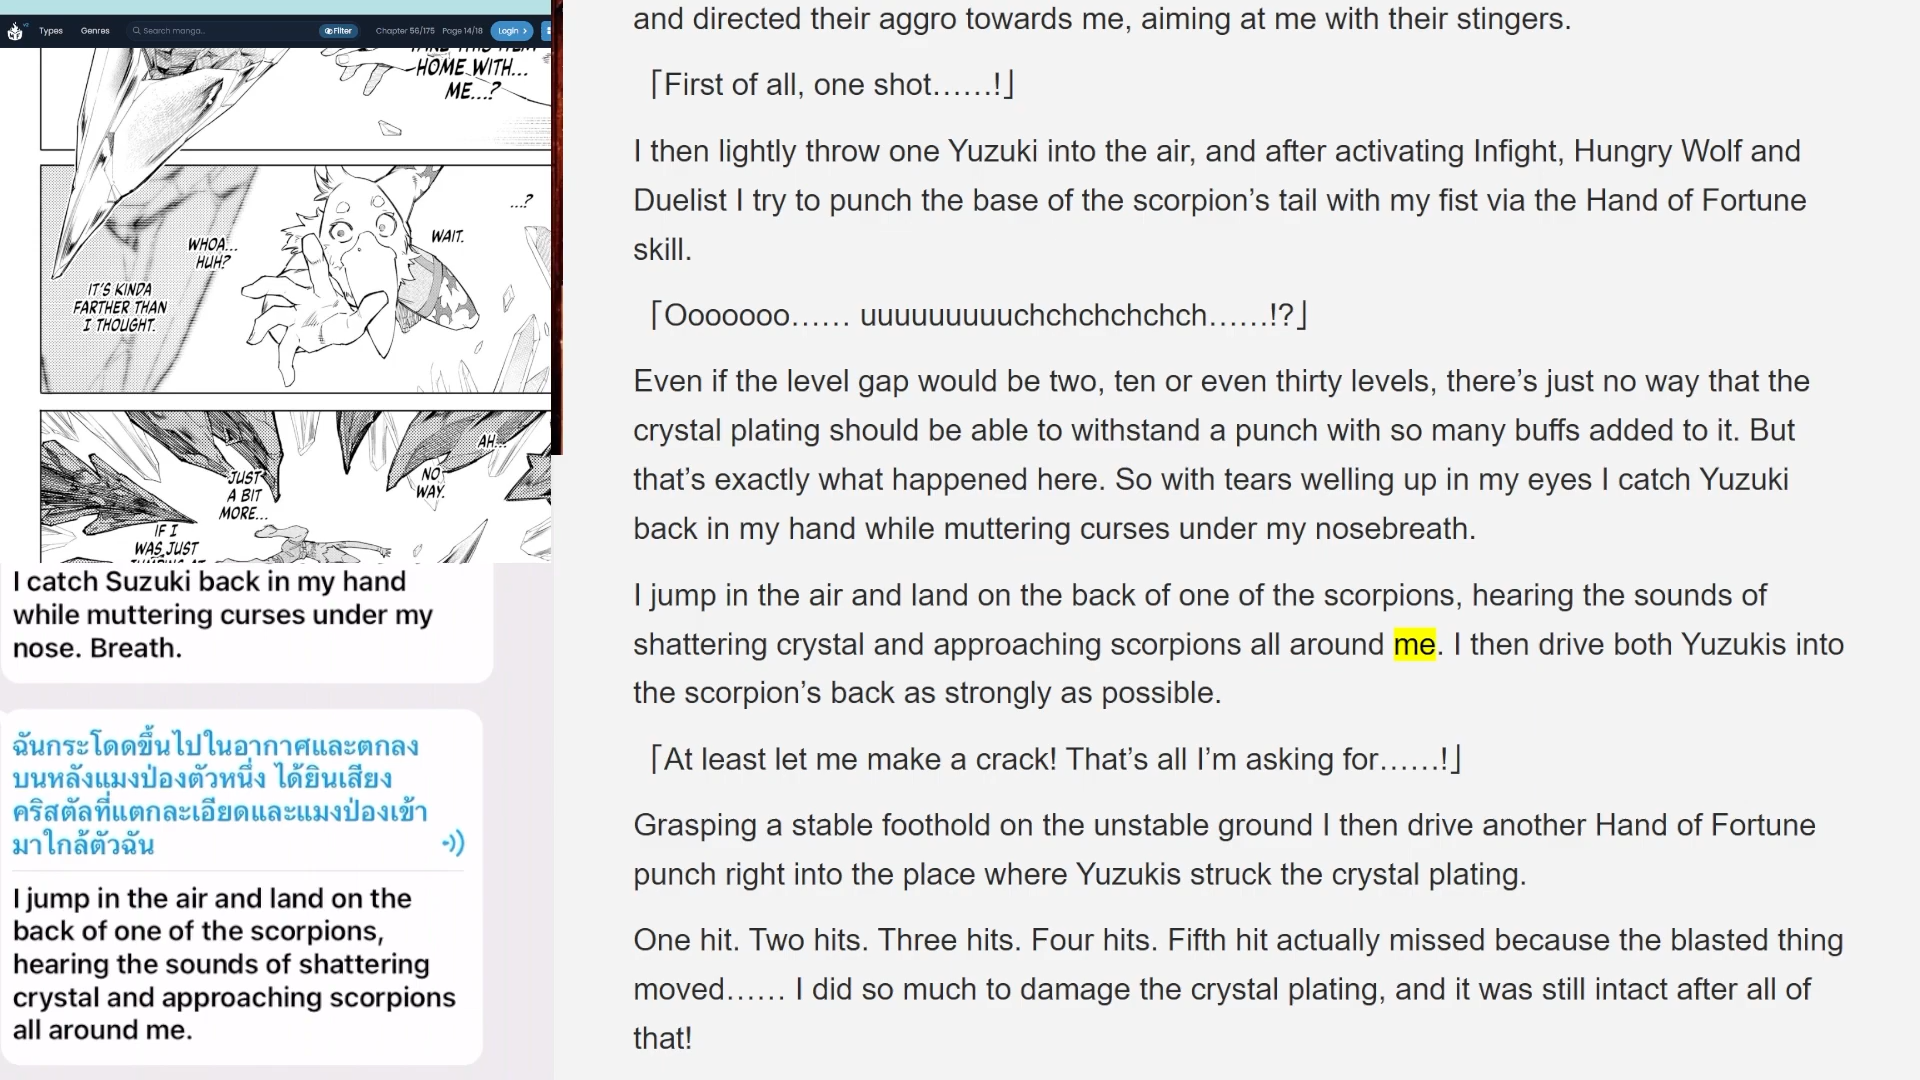 Types
Genres
Search manga...
Filter
Chapter 56/175
Page 14/18
Login >
HOME WITH...
ME...?
...?
WAIT.
WHOA...
HUH?
IT'S KINDA
FARTHER THAN
I THOUGHT.
AH...
NO
WAY.
JUST
A BIT
MORE...
IF I
WAS JUST
I catch Suzuki back in my hand
while muttering curses under my
nose. Breath.
ฉันกระโดดขึ้นไปในอากาศและตกลง
บนหลังแมงป่องตัวหนึ่ง ได้ยินเสียง
คริสตัลที่แตกละเอียดและแมงป่องเข้า
มาใกล้ตัวฉัน
I jump in the air and land on the
back of one of the scorpions,
hearing the sounds of shattering
crystal and approaching scorpions
all around me.
and directed their aggro towards me, aiming at me with their stingers.
「First of all, one shot……!」
I then lightly throw one Yuzuki into the air, and after activating Infight, Hungry Wolf and
Duelist I try to punch the base of the scorpion’s tail with my fist via the Hand of Fortune
skill.
「Ooooooo…… uuuuuuuuuchchchchchch……!?」
Even if the level gap would be two, ten or even thirty levels, there’s just no way that the
crystal plating should be able to withstand a punch with so many buffs added to it. But
that’s exactly what happened here. So with tears welling up in my eyes I catch Yuzuki
back in my hand while muttering curses under my nosebreath.
I jump in the air and land on the back of one of the scorpions, hearing the sounds of
shattering crystal and approaching scorpions all around me. I then drive both Yuzukis into
the scorpion’s back as strongly as possible.
「At least let me make a crack! That’s all I’m asking for……!」
Grasping a stable foothold on the unstable ground I then drive another Hand of Fortune
punch right into the place where Yuzukis struck the crystal plating.
One hit. Two hits. Three hits. Four hits. Fifth hit actually missed because the blasted thing
moved…… I did so much to damage the crystal plating, and it was still intact after all of
that!